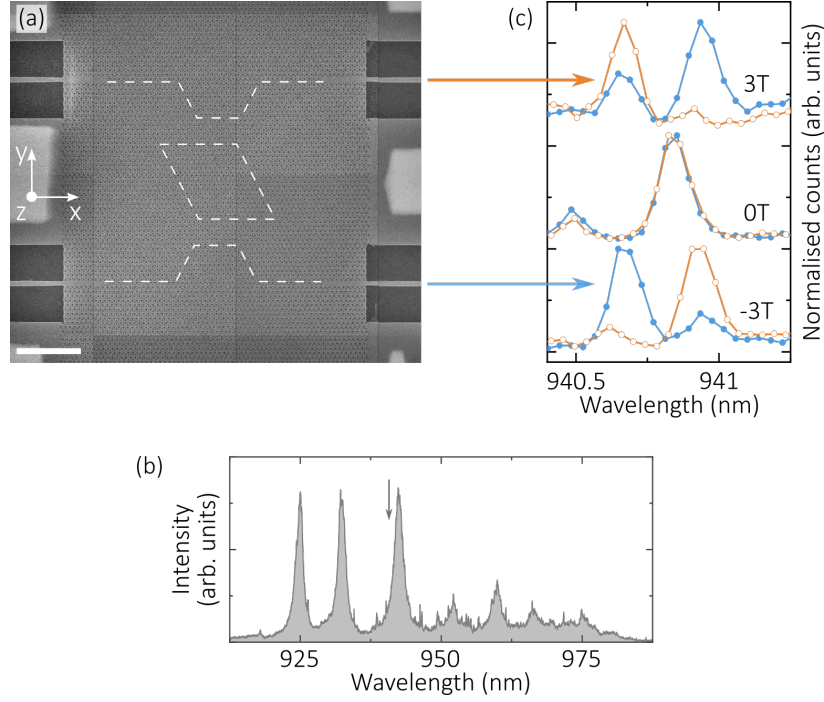 (a)
y
z
x
(c)
3T
0T
-3T
Normalised counts (arb. units)
940.5
941
Wavelength (nm)
(b)
Intensity
(arb. units)
925
950
975
Wavelength (nm)